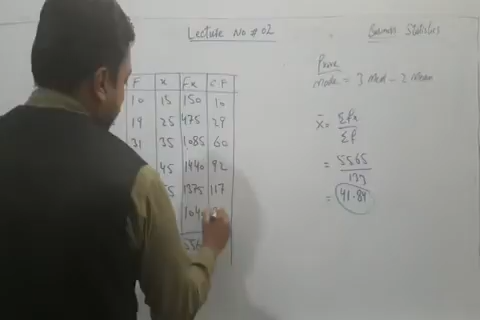 Lecture No # 02
Business Statistics
Prove
Mode = 3 Med - 2 Mean
F x Fx C.F
10 15 150 10
19 25 475 29
31 35 1085 60
45 1440 92
1375 117
x̄ = Σfx / Σf
= 5565 / 133
= 41.84